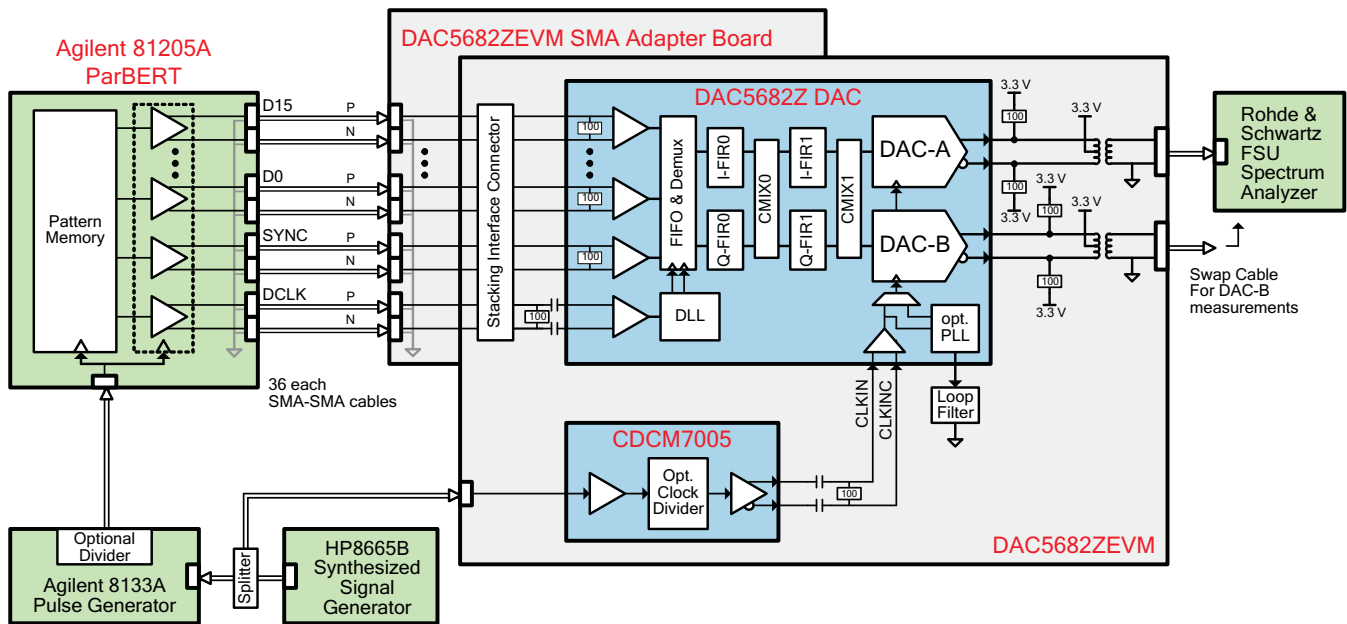 Agilent 81205A
ParBERT
DAC5682ZEVM SMA Adapter Board
Pattern
Memory
D15
P
N
D0
P
N
SYNC
P
N
DCLK
P
N
36 each
SMA-SMA cables
Stacking Interface Connector
DAC5682Z DAC
100
100
100
100
FIFO & Demux
DLL
I-FIR0
Q-FIR0
CMIX0
I-FIR1
Q-FIR1
CMIX1
DAC-A
DAC-B
opt.
PLL
Loop
Filter
CLKIN
CLKINC
3.3 V
100
3.3 V
100
3.3 V
3.3 V
100
3.3 V
100
3.3 V
Rohde &
Schwartz
FSU
Spectrum
Analyzer
Swap Cable
For DAC-B
measurements
CDCM7005
Opt.
Clock
Divider
100
DAC5682ZEVM
Optional
Divider
Agilent 8133A
Pulse Generator
Splitter
HP8665B
Synthesized
Signal
Generator